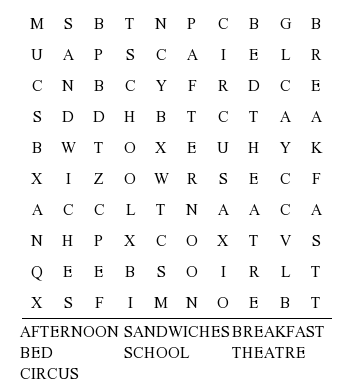 M S B T N P C B G B
U A P S C A I E L R
C N B C Y F R D C E
S D D H B T C T A A
B W T O X E U H Y K
X I Z O W R S E C F
A C C L T N A A C A
N H P X C O X T V S
Q E E B S O I R L T
X S F I M N O E B T
AFTERNOON SANDWICHES BREAKFAST
BED SCHOOL THEATRE
CIRCUS